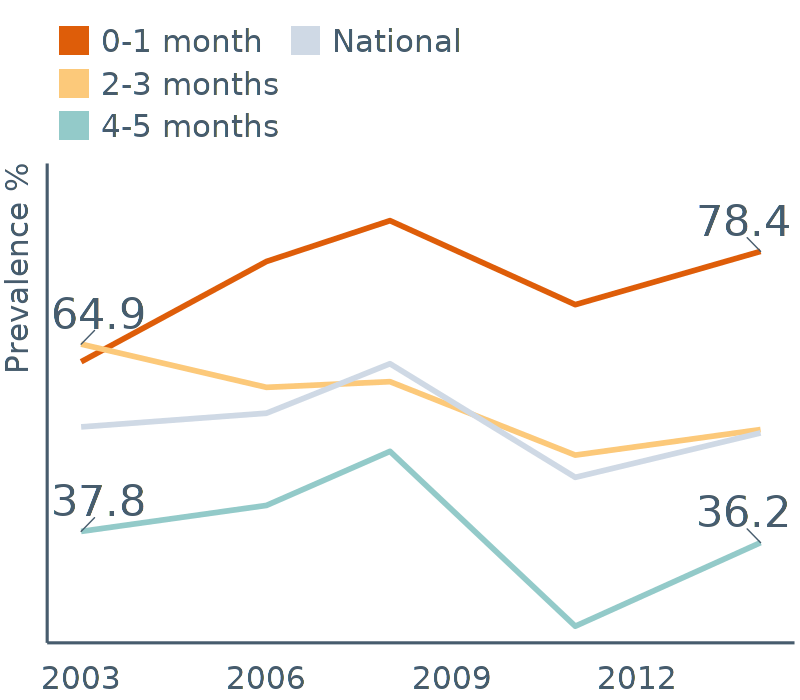 0-1 month
National
2-3 months
4-5 months
Prevalence %
78.4
64.9
37.8
36.2
2003 2006 2009 2012